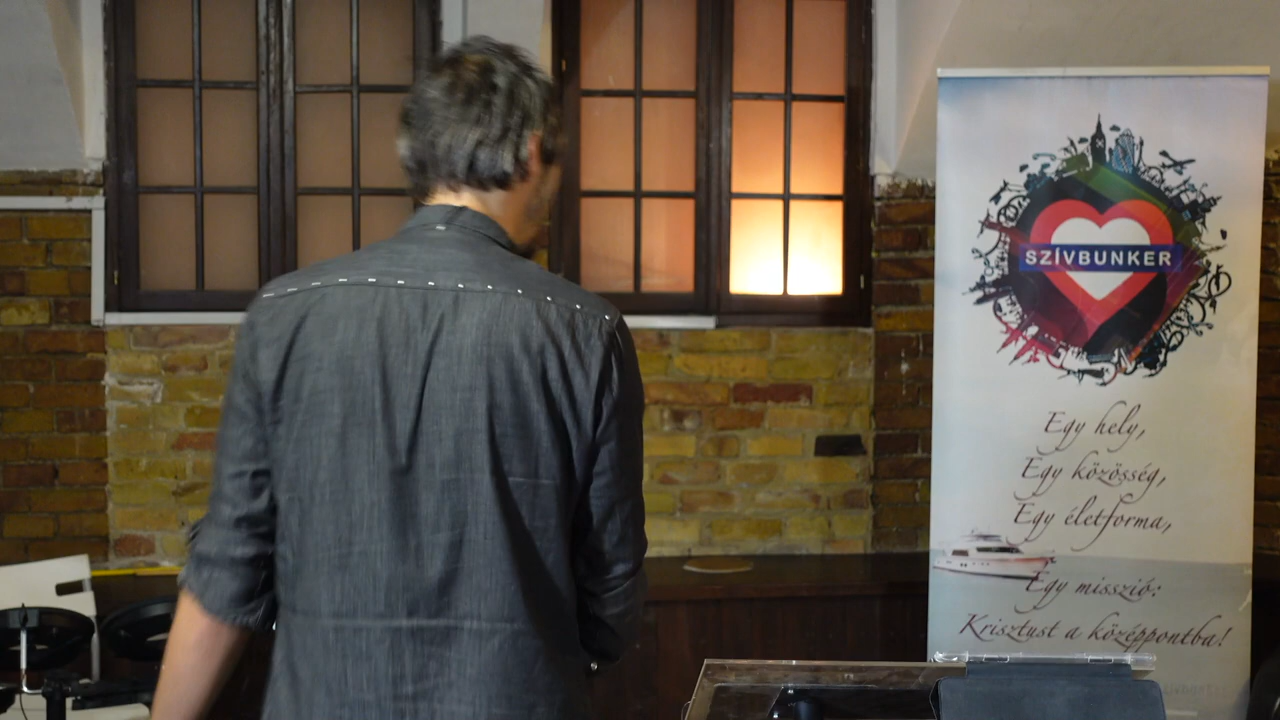 SZÍVBUNKER
Egy hely,
Egy közösség,
Egy életforma,
Egy misszió:
Krisztust a középpontba!